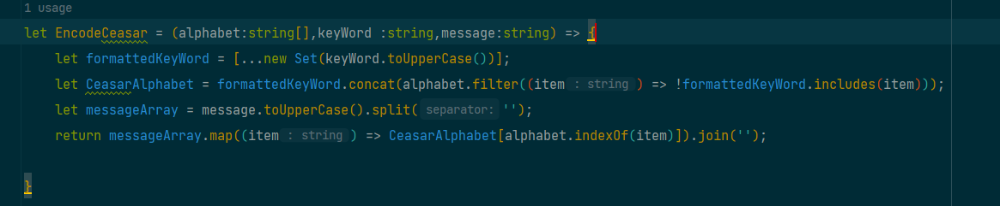 1 usage
let EncodeCeasar = (alphabet:string[],keyWord :string,message:string) => {
let formattedKeyWord = [...new Set(keyWord.toUpperCase())];
let CeasarAlphabet = formattedKeyWord.concat(alphabet.filter((item : string ) => !formattedKeyWord.includes(item)));
let messageArray = message.toUpperCase().split( separator: '');
return messageArray.map((item : string ) => CeasarAlphabet[alphabet.indexOf(item)]).join('');
}